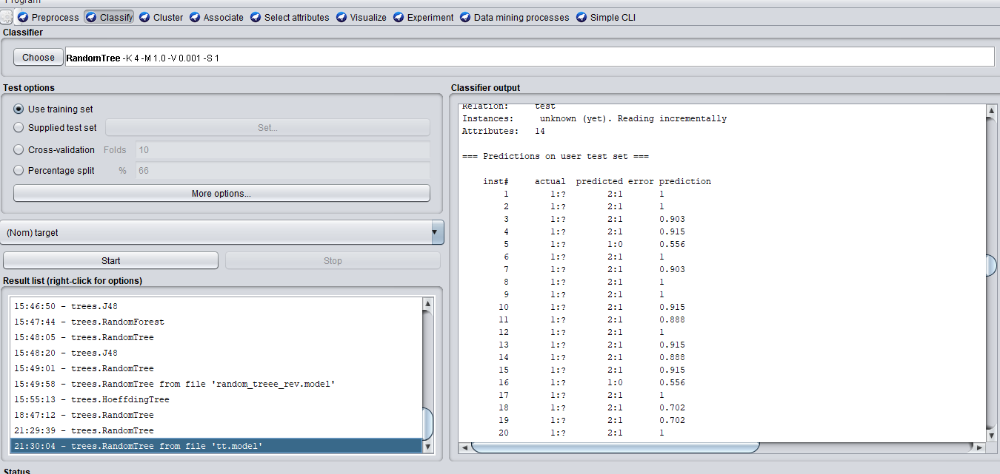 Program
Preprocess Classify Cluster Associate Select attributes Visualize Experiment Data mining processes Simple CLI
Classifier
Choose RandomTree -K 4 -M 1.0 -V 0.001 -S 1
Test options
Use training set
Supplied test set Set...
Cross-validation Folds 10
Percentage split % 66
More options...
(Nom) target
Start Stop
Result list (right-click for options)
15:46:50 - trees.J48
15:47:44 - trees.RandomForest
15:48:05 - trees.RandomTree
15:48:20 - trees.J48
15:49:01 - trees.RandomTree
15:49:58 - trees.RandomTree from file 'random_treee_rev.model'
15:55:13 - trees.HoeffdingTree
18:47:12 - trees.RandomTree
21:29:39 - trees.RandomTree
21:30:04 - trees.RandomTree from file 'tt.model'
Classifier output
Relation: test
Instances: unknown (yet). Reading incrementally
Attributes: 14
=== Predictions on user test set ===
inst# actual predicted error prediction
1 1:? 2:1 1
2 1:? 2:1 1
3 1:? 2:1 0.903
4 1:? 2:1 0.915
5 1:? 1:0 0.556
6 1:? 2:1 1
7 1:? 2:1 0.903
8 1:? 2:1 1
9 1:? 2:1 1
10 1:? 2:1 0.915
11 1:? 2:1 0.888
12 1:? 2:1 1
13 1:? 2:1 0.915
14 1:? 2:1 0.888
15 1:? 2:1 0.915
16 1:? 1:0 0.556
17 1:? 2:1 1
18 1:? 2:1 0.702
19 1:? 2:1 0.702
20 1:? 2:1 1
Status